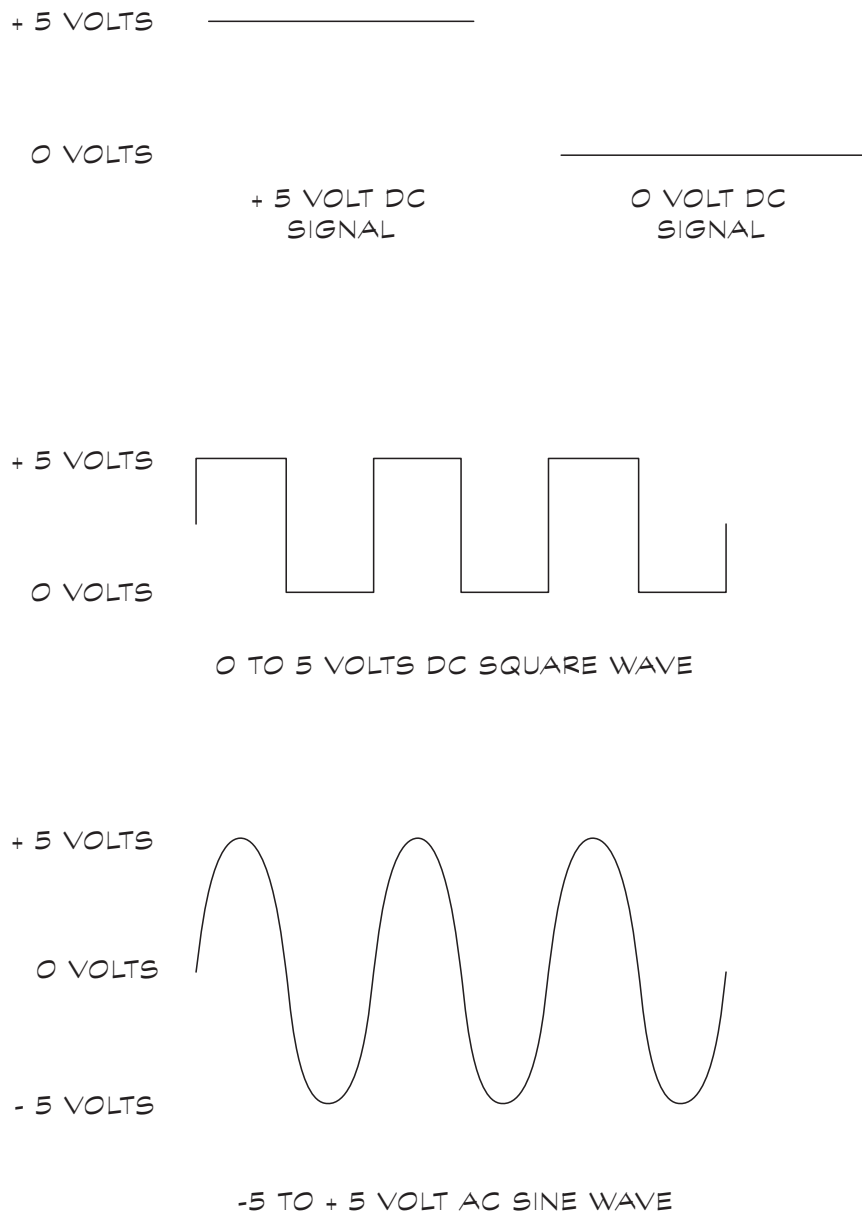 + 5 VOLTS
0 VOLTS
+ 5 VOLT DC
SIGNAL
0 VOLT DC
SIGNAL
+ 5 VOLTS
0 VOLTS
0 TO 5 VOLTS DC SQUARE WAVE
+ 5 VOLTS
0 VOLTS
- 5 VOLTS
-5 TO + 5 VOLT AC SINE WAVE